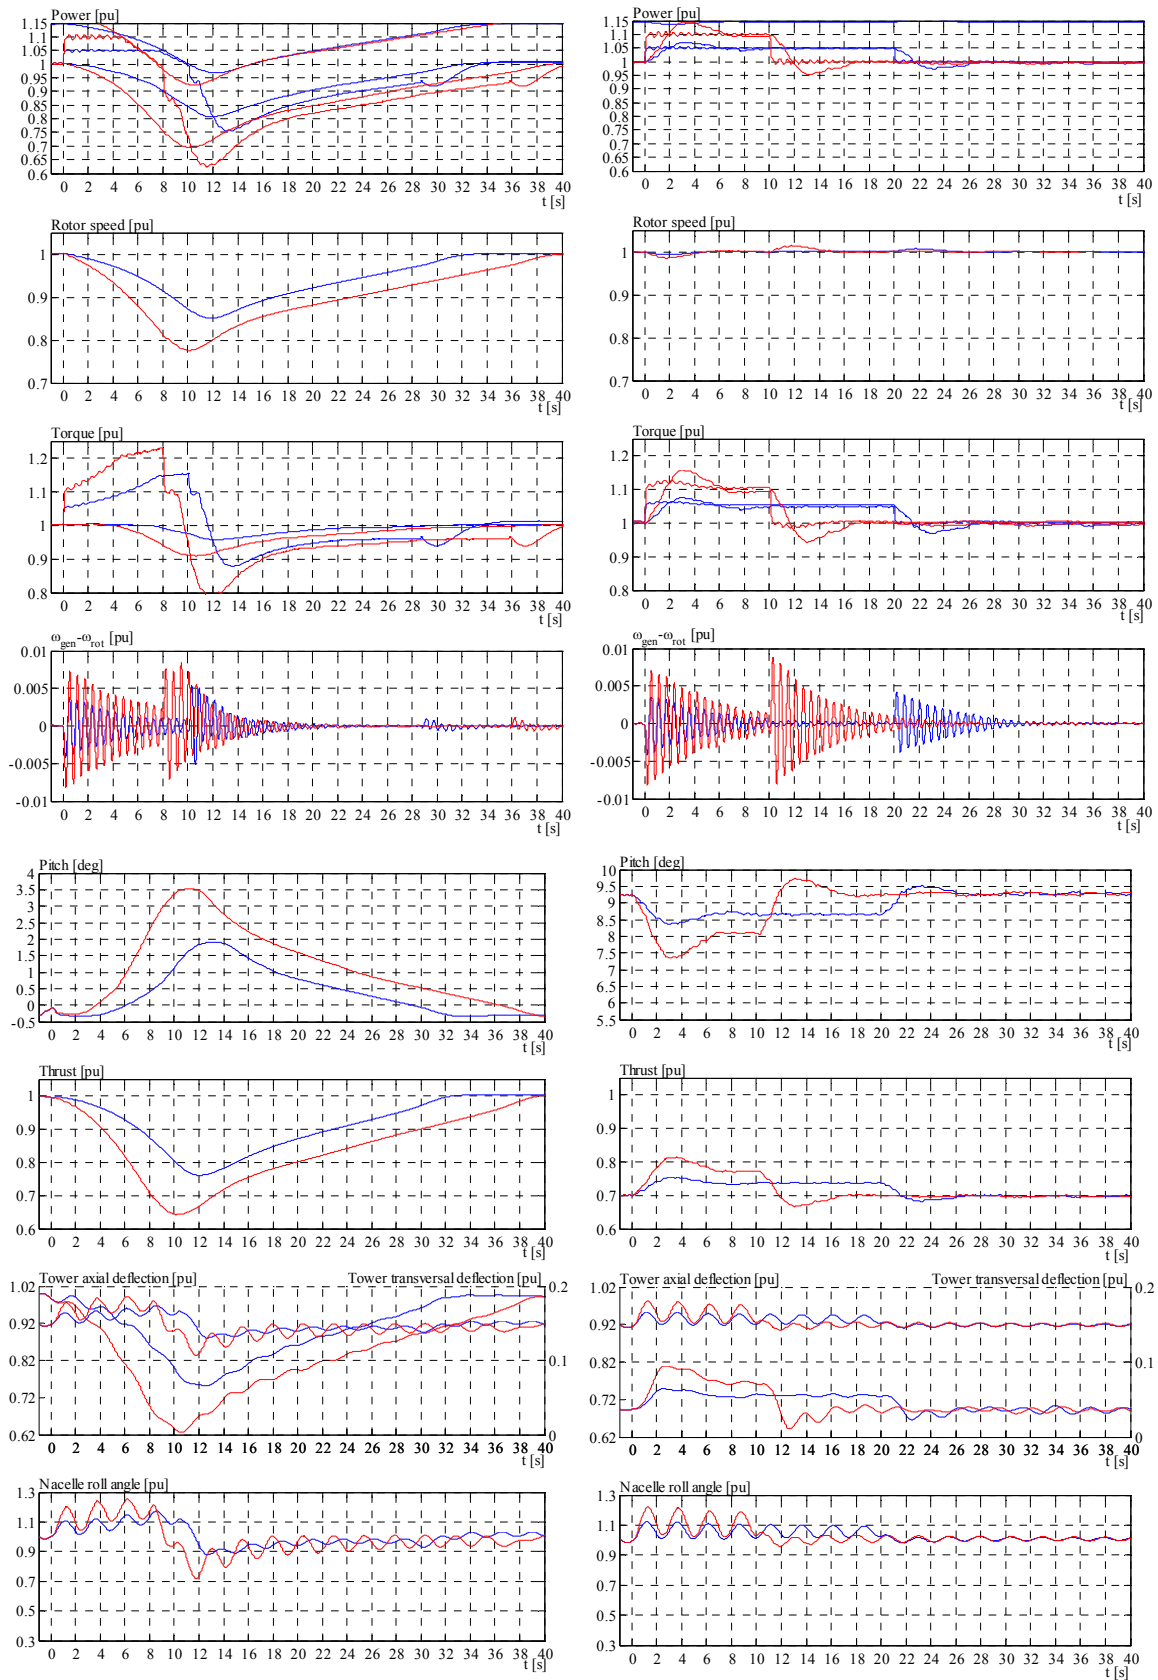 Power [pu]
1.15
1.1
1.05
1
0.95
0.9
0.85
0.8
0.75
0.7
0.65
0.6
0 2 4 6 8 10 12 14 16 18 20 22 24 26 28 30 32 34 36 38 40
t [s]
Rotor speed [pu]
1
0.9
0.8
0.7
0 2 4 6 8 10 12 14 16 18 20 22 24 26 28 30 32 34 36 38 40
t [s]
Torque [pu]
1.2
1.1
1
0.9
0.8
0 2 4 6 8 10 12 14 16 18 20 22 24 26 28 30 32 34 36 38 40
t [s]
ω_gen-ω_rot [pu]
0.01
0.005
0
-0.005
-0.01
0 2 4 6 8 10 12 14 16 18 20 22 24 26 28 30 32 34 36 38 40
t [s]
Pitch [deg]
4
3.5
3
2.5
2
1.5
1
0.5
0
-0.5
0 2 4 6 8 10 12 14 16 18 20 22 24 26 28 30 32 34 36 38 40
t [s]
Thrust [pu]
1
0.9
0.8
0.7
0.6
0 2 4 6 8 10 12 14 16 18 20 22 24 26 28 30 32 34 36 38 40
t [s]
Tower axial deflection [pu] Tower transversal deflection [pu]
1.02 0.2
0.92
0.82 0.1
0.72
0.62 0
0 2 4 6 8 10 12 14 16 18 20 22 24 26 28 30 32 34 36 38 40
t [s]
Nacelle roll angle [pu]
1.3
1.1
0.9
0.7
0.5
0.3
0 2 4 6 8 10 12 14 16 18 20 22 24 26 28 30 32 34 36 38 40
t [s]
Power [pu]
1.15
1.1
1.05
1
0.95
0.9
0.85
0.8
0.75
0.7
0.65
0.6
0 2 4 6 8 10 12 14 16 18 20 22 24 26 28 30 32 34 36 38 40
t [s]
Rotor speed [pu]
1
0.9
0.8
0.7
0 2 4 6 8 10 12 14 16 18 20 22 24 26 28 30 32 34 36 38 40
t [s]
Torque [pu]
1.2
1.1
1
0.9
0.8
0 2 4 6 8 10 12 14 16 18 20 22 24 26 28 30 32 34 36 38 40
t [s]
ω_gen-ω_rot [pu]
0.01
0.005
0
-0.005
-0.01
0 2 4 6 8 10 12 14 16 18 20 22 24 26 28 30 32 34 36 38 40
t [s]
Pitch [deg]
10
9.5
9
8.5
8
7.5
7
6.5
6
5.5
0 2 4 6 8 10 12 14 16 18 20 22 24 26 28 30 32 34 36 38 40
t [s]
Thrust [pu]
1
0.9
0.8
0.7
0.6
0 2 4 6 8 10 12 14 16 18 20 22 24 26 28 30 32 34 36 38 40
t [s]
Tower axial deflection [pu] Tower transversal deflection [pu]
1.02 0.2
0.92
0.82 0.1
0.72
0.62 0
0 2 4 6 8 10 12 14 16 18 20 22 24 26 28 30 32 34 36 38 40
t [s]
Nacelle roll angle [pu]
1.3
1.1
0.9
0.7
0.5
0.3
0 2 4 6 8 10 12 14 16 18 20 22 24 26 28 30 32 34 36 38 40
t [s]